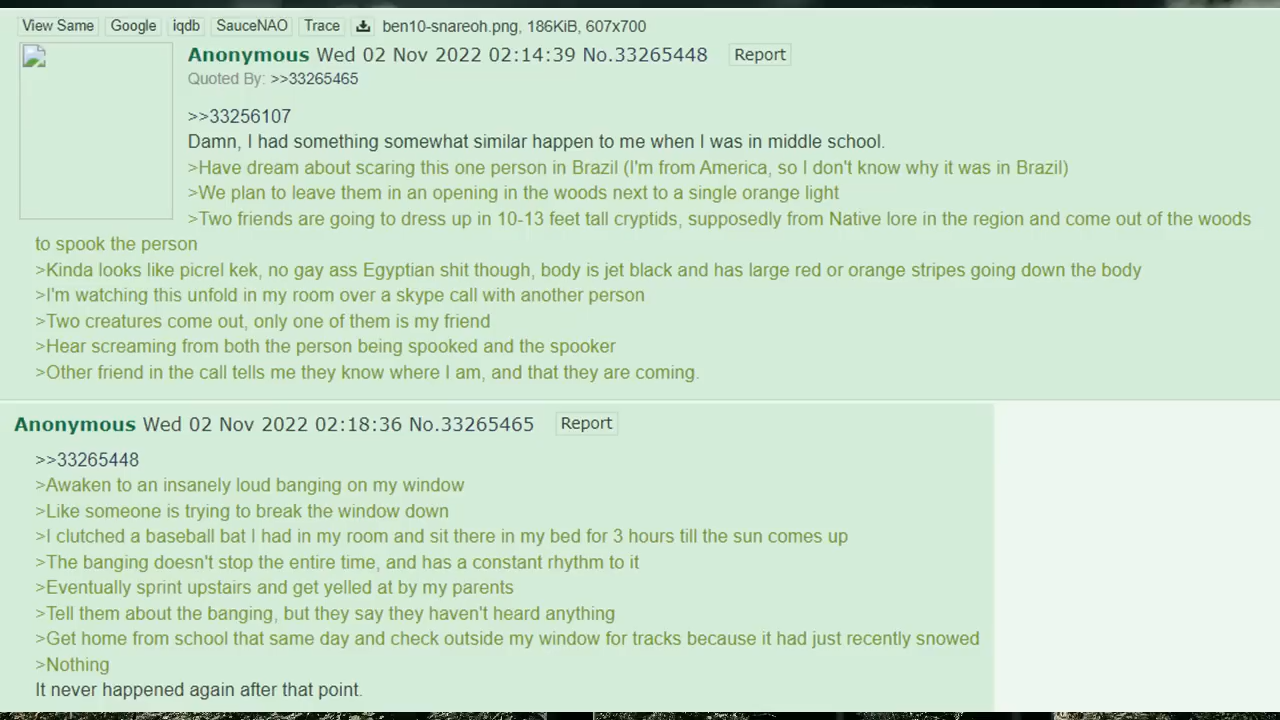 View Same Google iqdb SauceNAO Trace ben10-snareoh.png, 186KiB, 607x700
Anonymous Wed 02 Nov 2022 02:14:39 No.33265448 Report
Quoted By: >>33265465
>>33256107
Damn, I had something somewhat similar happen to me when I was in middle school.
>Have dream about scaring this one person in Brazil (I'm from America, so I don't know why it was in Brazil)
>We plan to leave them in an opening in the woods next to a single orange light
>Two friends are going to dress up in 10-13 feet tall cryptids, supposedly from Native lore in the region and come out of the woods
to spook the person
>Kinda looks like picrel kek, no gay ass Egyptian shit though, body is jet black and has large red or orange stripes going down the body
>I'm watching this unfold in my room over a skype call with another person
>Two creatures come out, only one of them is my friend
>Hear screaming from both the person being spooked and the spooker
>Other friend in the call tells me they know where I am, and that they are coming.
Anonymous Wed 02 Nov 2022 02:18:36 No.33265465 Report
>>33265448
>Awaken to an insanely loud banging on my window
>Like someone is trying to break the window down
>I clutched a baseball bat I had in my room and sit there in my bed for 3 hours till the sun comes up
>The banging doesn't stop the entire time, and has a constant rhythm to it
>Eventually sprint upstairs and get yelled at by my parents
>Tell them about the banging, but they say they haven't heard anything
>Get home from school that same day and check outside my window for tracks because it had just recently snowed
>Nothing
It never happened again after that point.